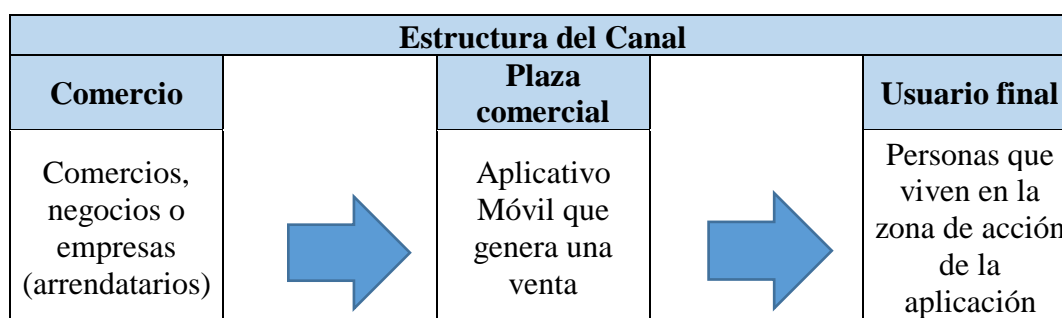 Estructura del Canal
Comercio
Plaza
comercial
Usuario final
Comercios,
negocios o
empresas
(arrendatarios)
Aplicativo
Móvil que
genera una
venta
Personas que
viven en la
zona de acción
de la
aplicación